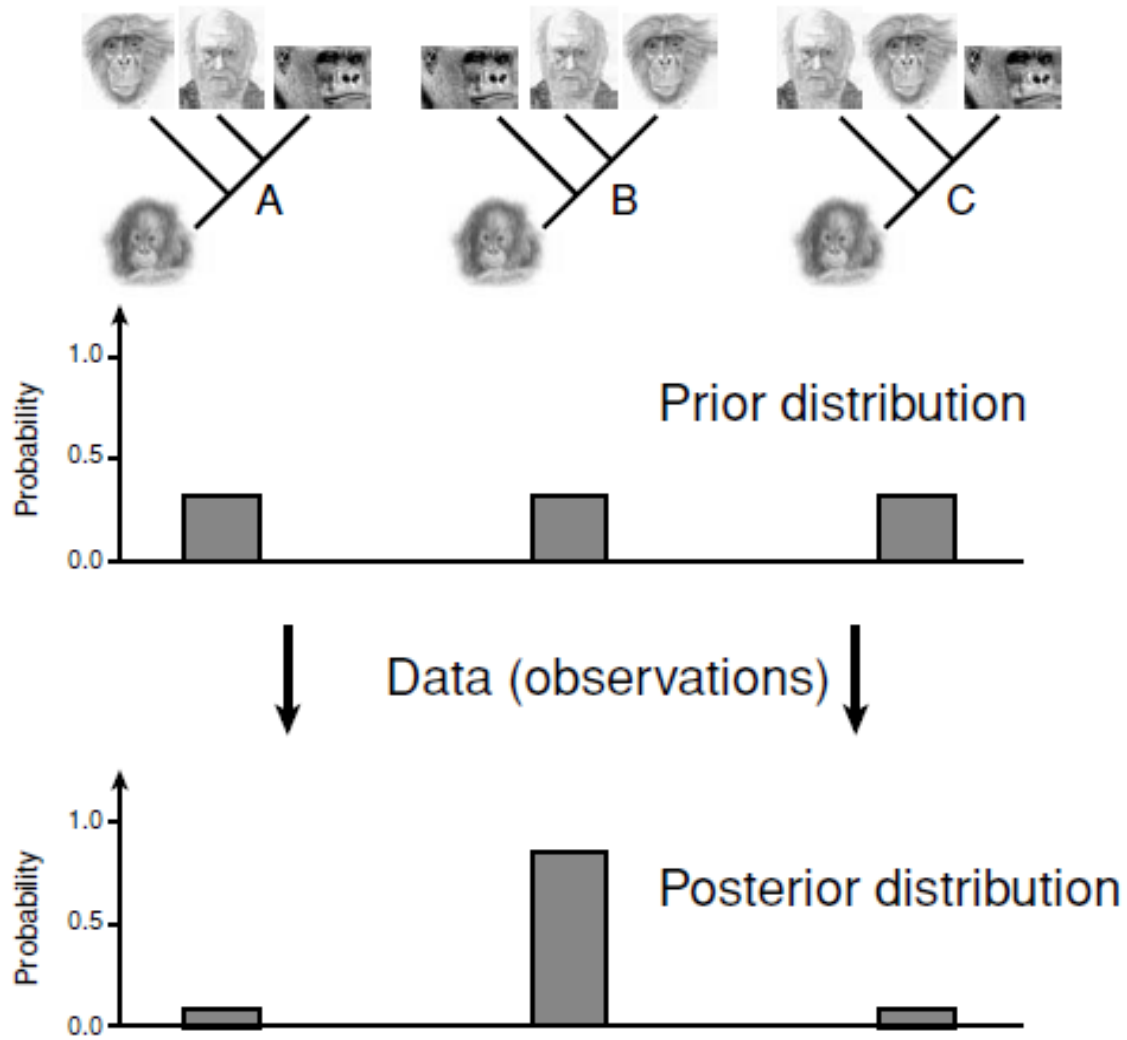 A
B
C
1.0
Prior distribution
Probability
0.5
0.0
Data (observations)
1.0
Posterior distribution
Probability
0.5
0.0